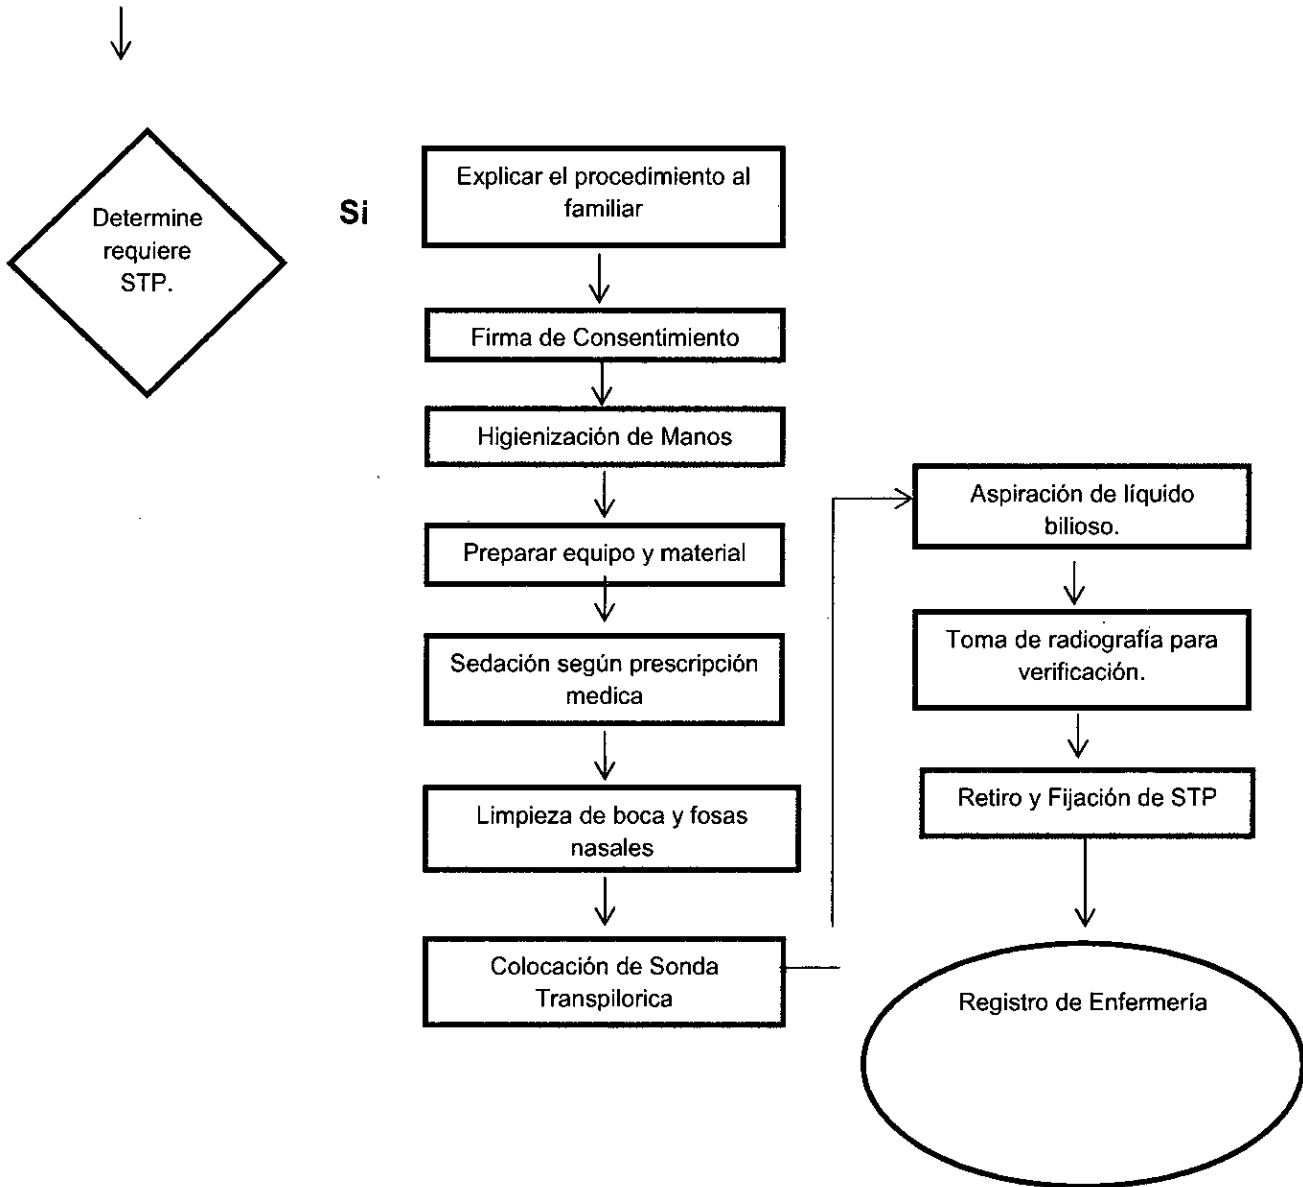 Determine
requiere
STP.
Si
Explicar el procedimiento al
familiar
Firma de Consentimiento
Higienización de Manos
Preparar equipo y material
Sedación según prescripción
medica
Limpieza de boca y fosas
nasales
Colocación de Sonda
Transpilorica
Aspiración de líquido
bilioso.
Toma de radiografía para
verificación.
Retiro y Fijación de STP
Registro de Enfermería